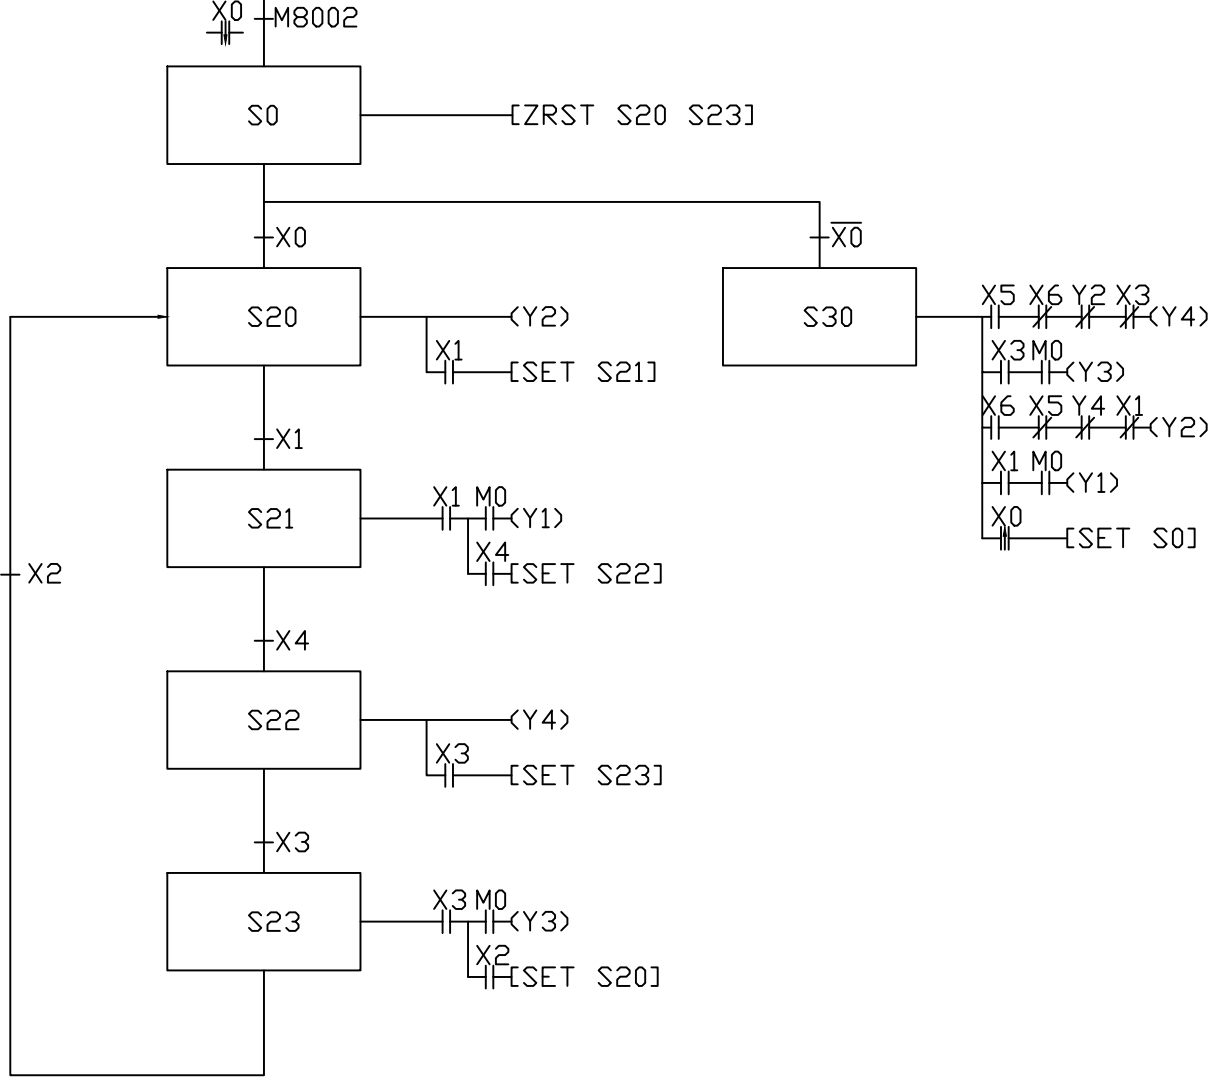 X0
M8002
S0
[ZRST S20 S23]
X0
X0
S20
(Y2)
X1
[SET S21]
S30
X5 X6 Y2 X3
(Y4)
X3 M0
(Y3)
X6 X5 Y4 X1
(Y2)
X1 M0
(Y1)
X0
[SET S0]
X1
S21
X1 M0
(Y1)
X4
[SET S22]
X2
X4
S22
(Y4)
X3
[SET S23]
X3
S23
X3 M0
(Y3)
X2
[SET S20]